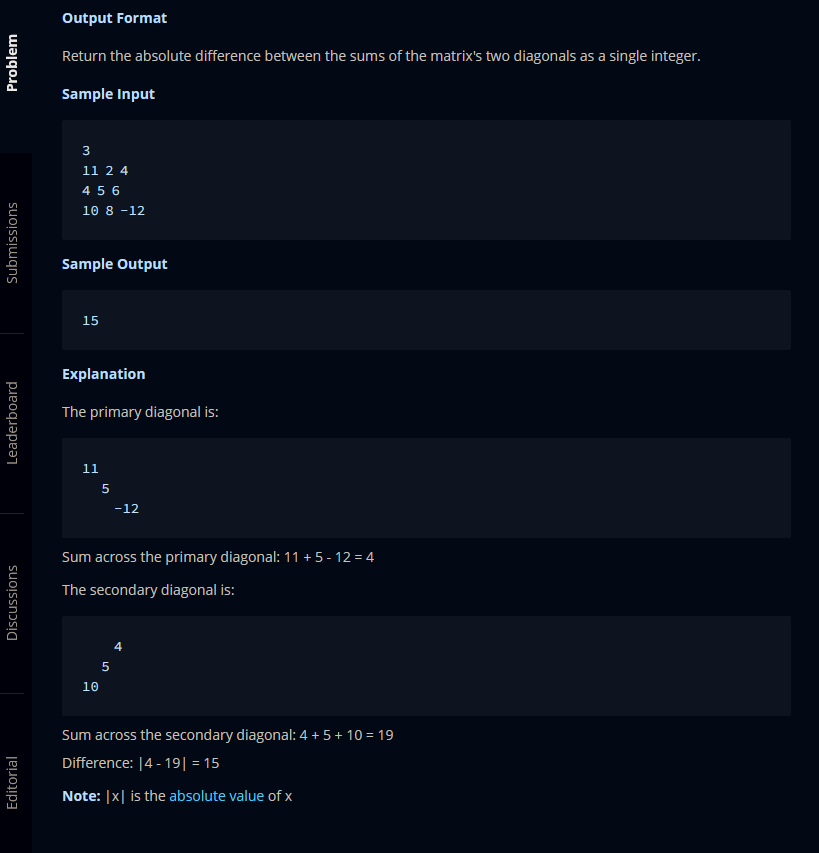 Problem
Submissions
Leaderboard
Discussions
Editorial
Output Format
Return the absolute difference between the sums of the matrix's two diagonals as a single integer.
Sample Input
3
11 2 4
4 5 6
10 8 -12
Sample Output
15
Explanation
The primary diagonal is:
11
5
-12
Sum across the primary diagonal: 11 + 5 - 12 = 4
The secondary diagonal is:
4
5
10
Sum across the secondary diagonal: 4 + 5 + 10 = 19
Difference: |4 - 19| = 15
Note: |x| is the absolute value of x